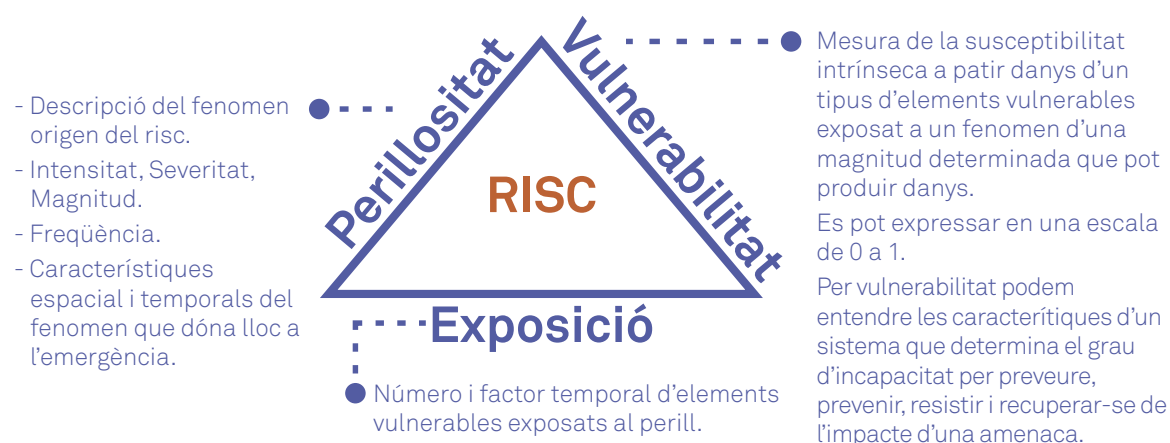 Perillositat
- Descripció del fenomen
origen del risc.
- Intensitat, Severitat,
Magnitud.
- Freqüència.
- Característiques
espacial i temporals del
fenomen que dóna lloc a
l'emergència.
RISC
Vulnerabilitat
Mesura de la susceptibilitat
intrínseca a patir danys d'un
tipus d'elements vulnerables
exposat a un fenomen d'una
magnitud determinada que pot
produir danys.
Es pot expressar en una escala
de 0 a 1.
Per vulnerabilitat podem
entendre les caracterítiques d'un
sistema que determina el grau
d'incapacitat per preveure,
prevenir, resistir i recuperar-se de
l'impacte d'una amenaça.
Exposició
Número i factor temporal d'elements
vulnerables exposats al perill.